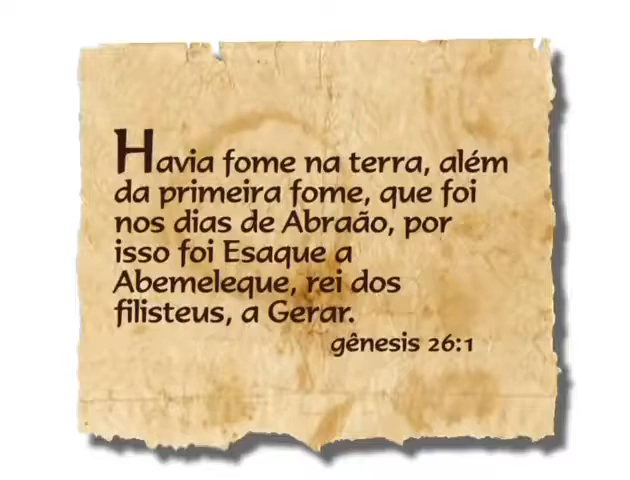 Havia fome na terra, além
da primeira fome, que foi
nos dias de Abraão, por
isso foi Esaque a
Abemeleque, rei dos
filisteus, a Gerar.
gênesis 26:1